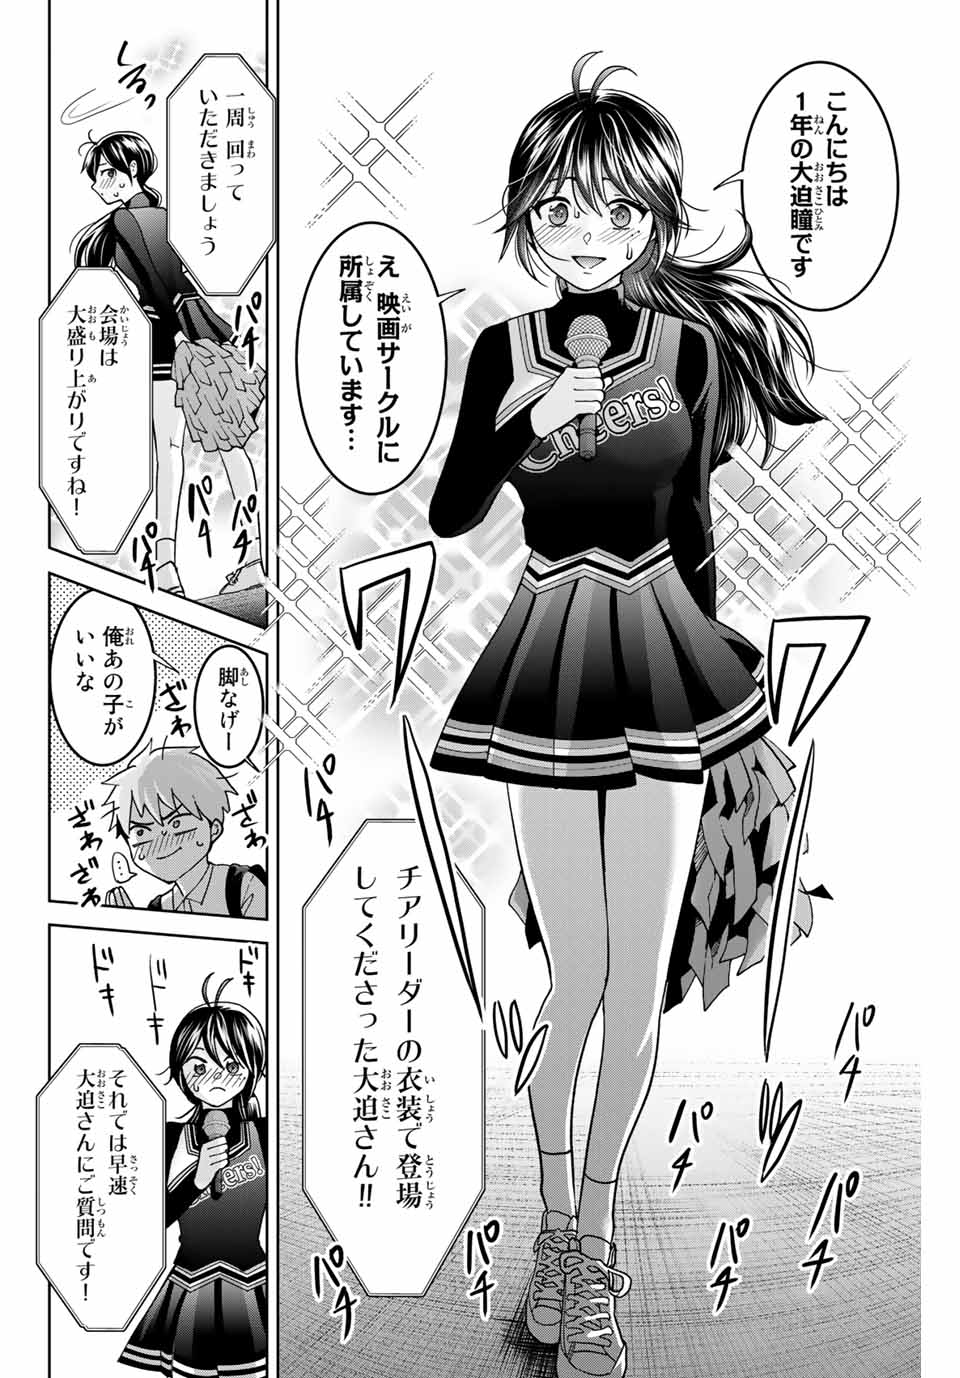 こんにちは
1年の大迫瞳です
え 映画サークルに
所属しています…
Cheers!
ワァ
チアリーダーの衣装で登場
してくださった大迫さん!!
パチ
パチ
パチ
パチ
パチ
パチ
一周 回って
いただきましょう
しゅう まわ
くるっ
会場は
大盛り上がりですね!
パチ
パチ
パチ
脚なげー
俺あの子が
いいな
ざわ
ざわ
ざわ
…
ドキ
ドキ
ドキ
Cheers!
それでは早速
大迫さんにご質問です!